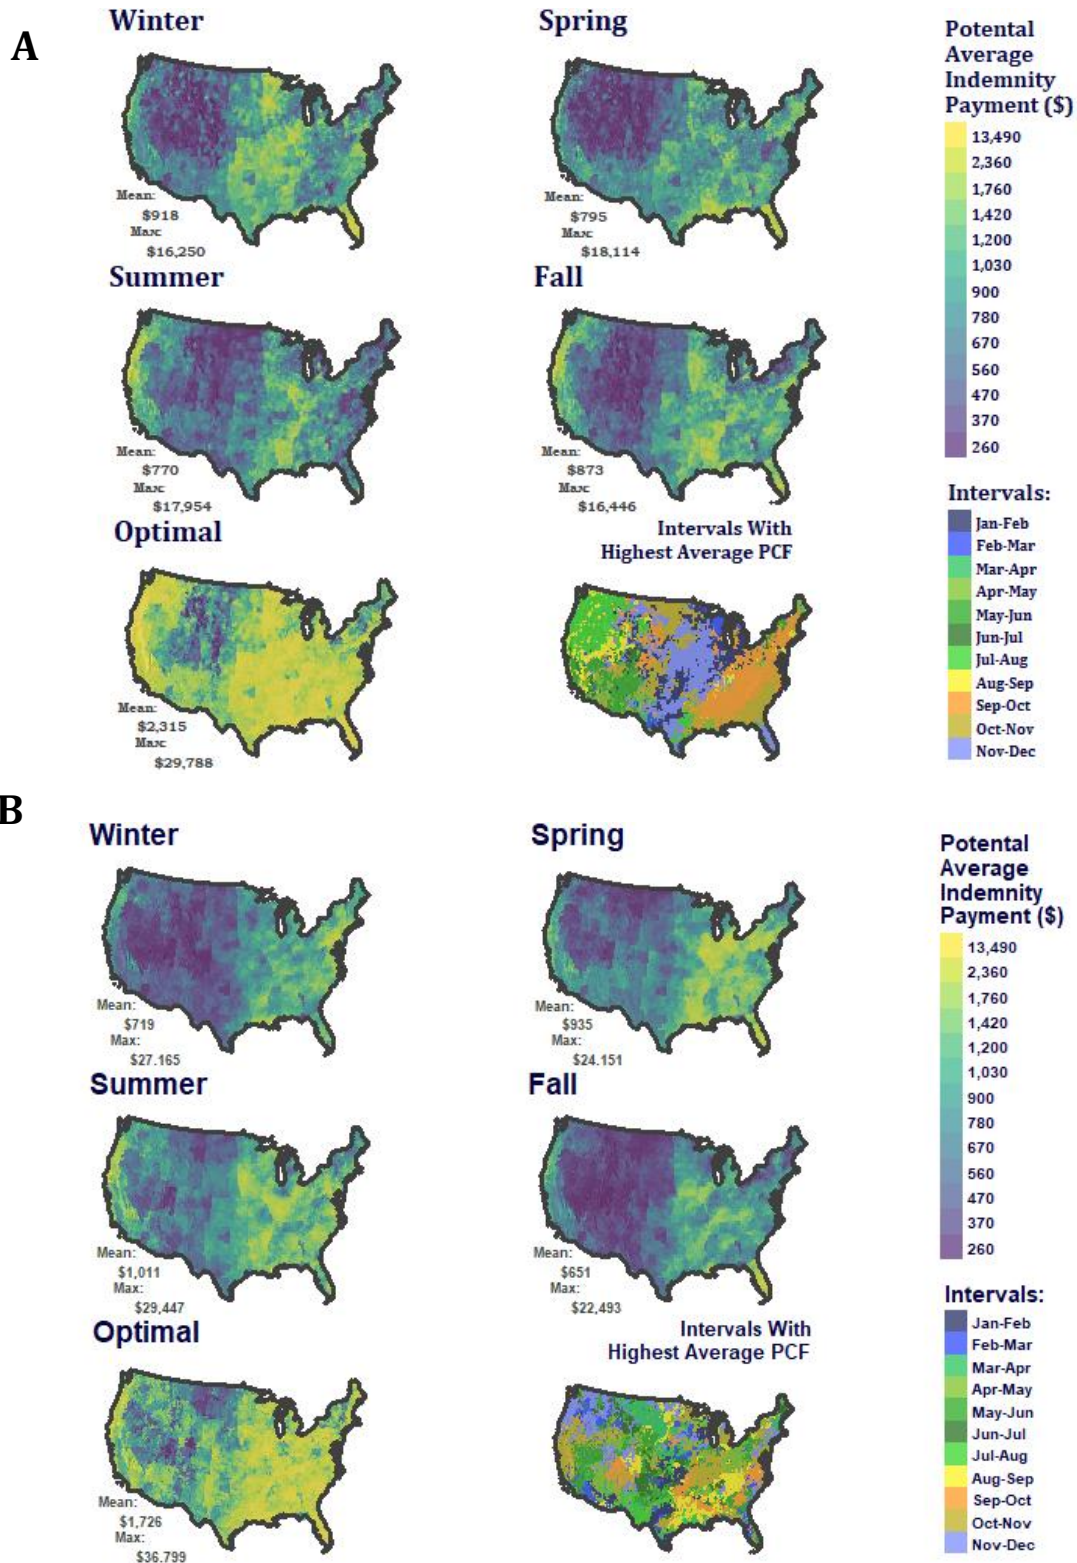 A
Winter
Mean:
$918
Max:
$16,250
Spring
Mean:
$795
Max:
$18,114
Summer
Mean:
$770
Max:
$17,954
Fall
Mean:
$873
Max:
$16,446
Optimal
Mean:
$2,315
Max:
$29,788
Intervals With
Highest Average PCF
Potental
Average
Indemnity
Payment ($)
13,490
2,360
1,760
1,420
1,200
1,030
900
780
670
560
470
370
260
Intervals:
Jan-Feb
Feb-Mar
Mar-Apr
Apr-May
May-Jun
Jun-Jul
Jul-Aug
Aug-Sep
Sep-Oct
Oct-Nov
Nov-Dec
B
Winter
Mean:
$719
Max:
$27.165
Spring
Mean:
$935
Max:
$24.151
Summer
Mean:
$1,011
Max:
$29,447
Fall
Mean:
$651
Max:
$22,493
Optimal
Mean:
$1,726
Max:
$36.799
Intervals With
Highest Average PCF
Potental
Average
Indemnity
Payment ($)
13,490
2,360
1,760
1,420
1,200
1,030
900
780
670
560
470
370
260
Intervals:
Jan-Feb
Feb-Mar
Mar-Apr
Apr-May
May-Jun
Jun-Jul
Jul-Aug
Aug-Sep
Sep-Oct
Oct-Nov
Nov-Dec